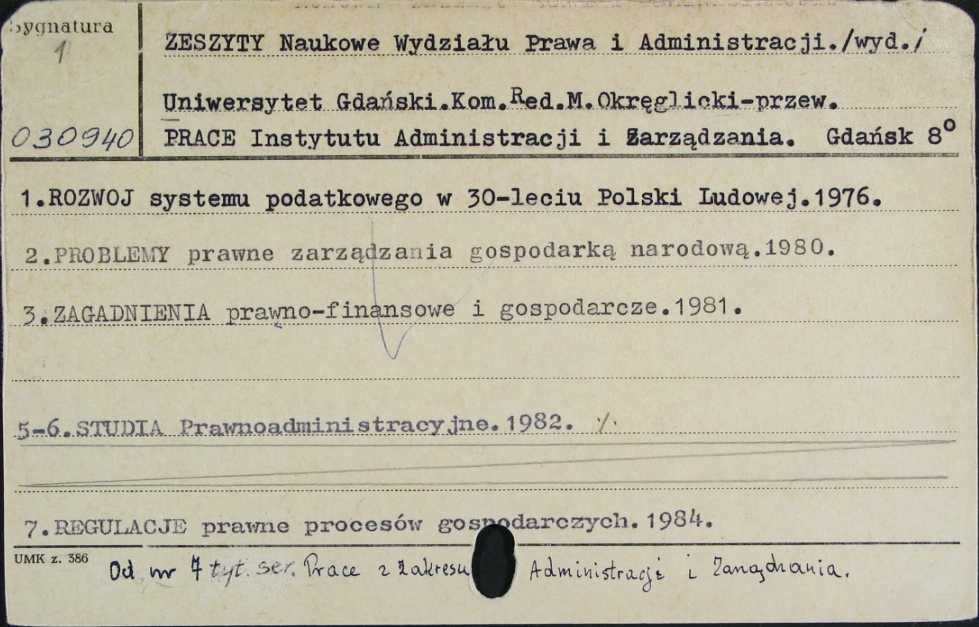 Sygnatura
1
ZESZYTY Naukowe Wydziału Prawa i Administracji./wyd./
Uniwersytet Gdański.Kom.Red.M.Okręglicki-przew.
030940
PRACE Instytutu Administracji i Zarządzania. Gdańsk 8°
1.ROZWOJ systemu podatkowego w 30-leciu Polski Ludowej.1976.
2.PROBLEMY prawne zarządzania gospodarką narodową.1980.
3.ZAGADNIENIA prawno-finansowe i gospodarcze.1981.
5-6.STUDIA Prawnoadministracyjne.1982. ./.
7.REGULACJE prawne procesów gospodarczych.1984.
UMK z. 386
Od nr 7 tyt. ser. Prace z zakresu Administracji i Zarządzania.